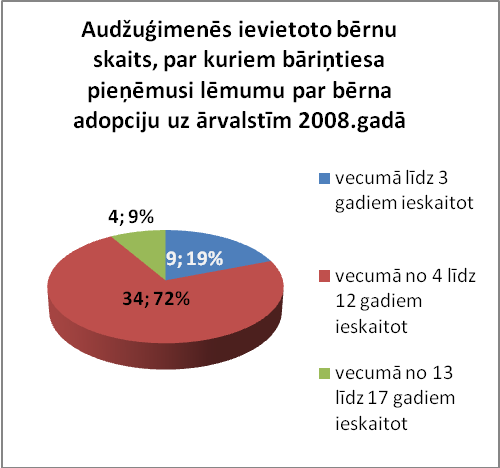 Audžuģimenēs ievietoto bērnu
skaits, par kuriem bāriņtiesa
pieņēmusi lēmumu par bērna
adopciju uz ārvalstīm 2008.gadā
4; 9%
9; 19%
34; 72%
vecumā līdz 3
gadiem ieskaitot
vecumā no 4 līdz
12 gadiem
ieskaitot
vecumā no 13
līdz 17 gadiem
ieskaitot